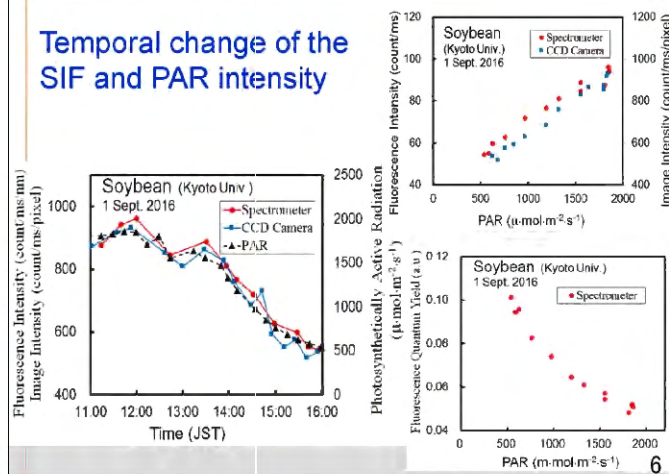 Temporal change of the
SIF and PAR intensity
Fluorescence Intensity (count/ms/nm)
Image Intensity (count/ms/pixel)
1000
800
600
400
Soybean (Kyoto Univ.)
1 Sept. 2016
Spectrometer
CCD Camera
PAR
2500
2000
1500
1000
500
0
Photosynthetically Active Radiation
(μ·mol·m-2·s-1)
11:00 12.00 13.00 14.00 15:00 16.00
Time (JST)
Fluorescence Intensity (count/ms)
120
100
80
60
40
Soybean
(Kyoto Univ.)
1 Sept. 2016
Spectrometer
CCD Camera
1200
1000
800
600
400
Image Intensity (count/ms/pixel)
0 500 1000 1500 2000
PAR (μ·mol·m-2·s-1)
Fluorescence Quantum Yield (a.u.)
0.12
0.10
0.08
0.06
0.04
Soybean (Kyoto Univ.)
1 Sept. 2016
Spectrometer
0 500 1000 1500 2000
PAR (m·mol·m-2·s-1)
6